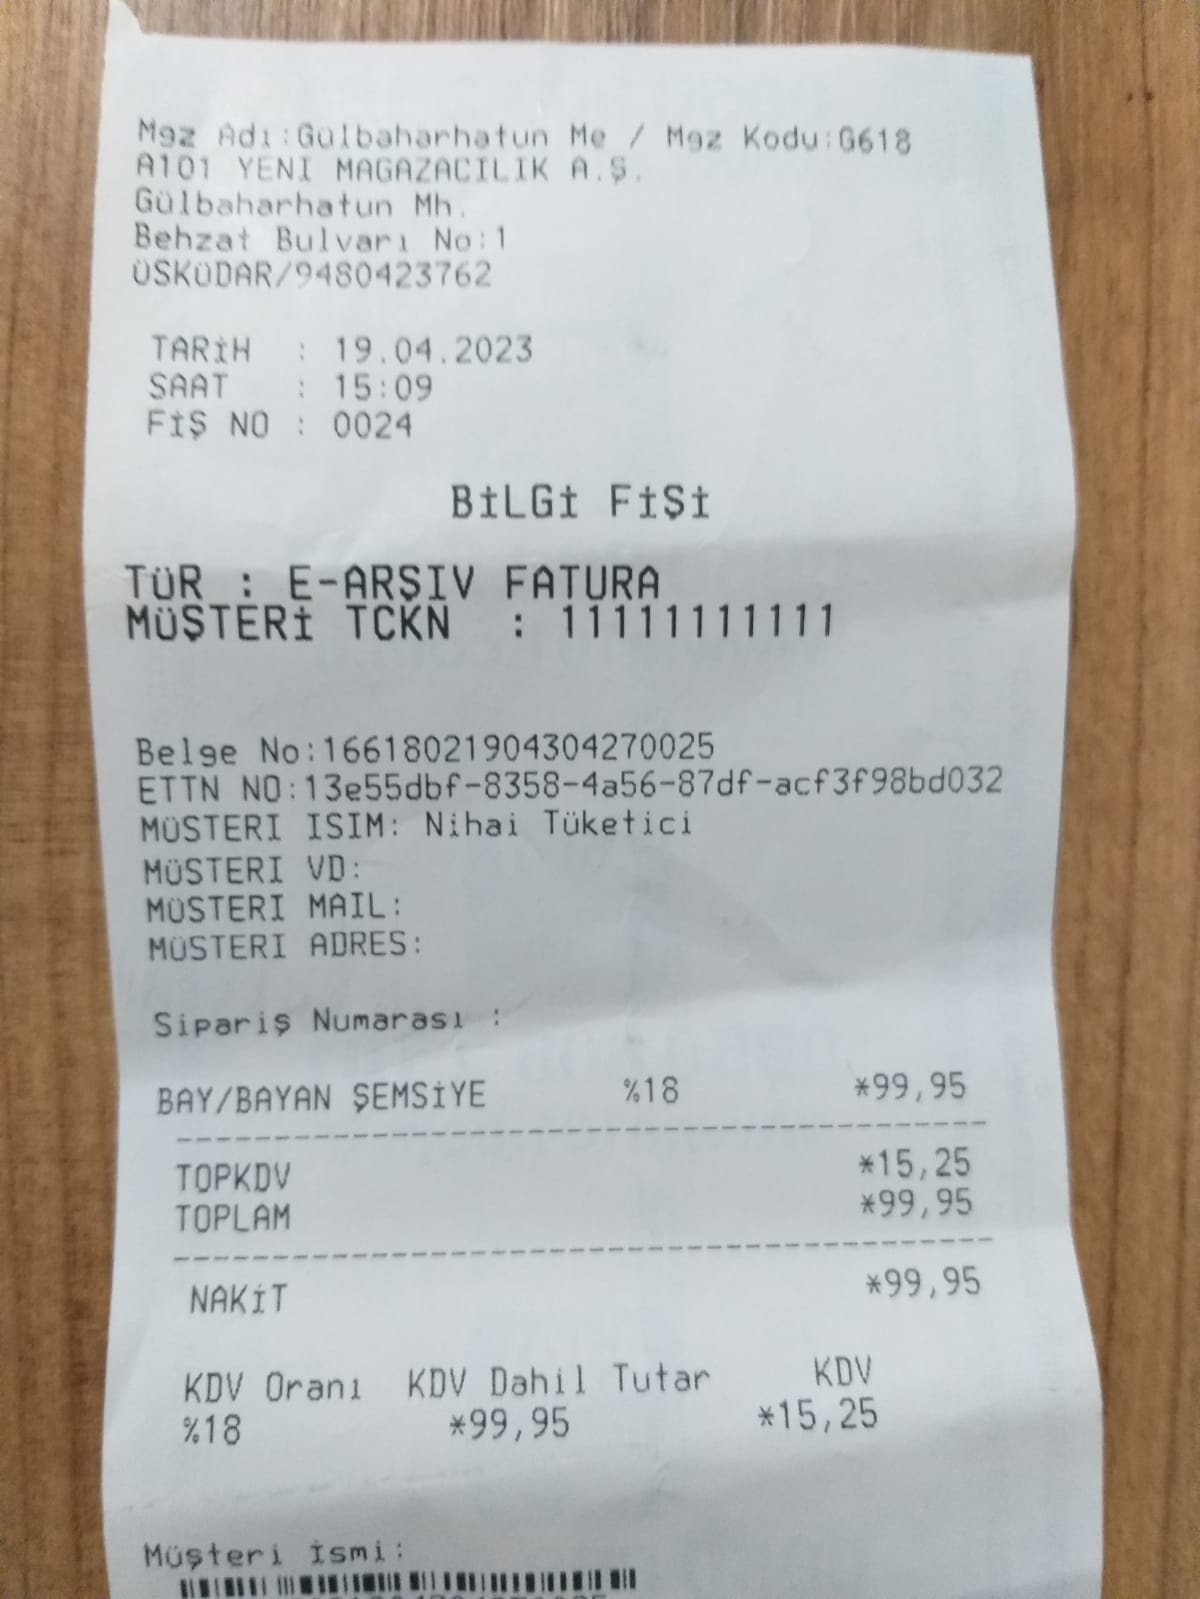 Mgz Adı:Gülbaharhatun Me / Mgz Kodu:G618
A101 YENI MAGAZACILIK A.Ş.
Gülbaharhatun Mh.
Behzat Bulvarı No:1
ÜSKÜDAR/9480423762
TARİH : 19.04.2023
SAAT : 15:09
FİŞ NO : 0024
BİLGİ FİŞİ
TÜR : E-ARŞIV FATURA
MÜŞTERİ TCKN : 11111111111
Belge No:16618021904304270025
ETTN NO:13e55dbf-8358-4a56-87df-acf3f98bd032
MÜSTERI ISIM: Nihai Tüketici
MÜSTERI VD:
MÜSTERI MAIL:
MÜSTERI ADRES:
Sipariş Numarası :
BAY/BAYAN ŞEMSİYE %18 *99,95
TOPKDV *15,25
TOPLAM *99,95
NAKİT *99,95
KDV Oranı KDV Dahil Tutar KDV
%18 *99,95 *15,25
Müşteri İsmi: